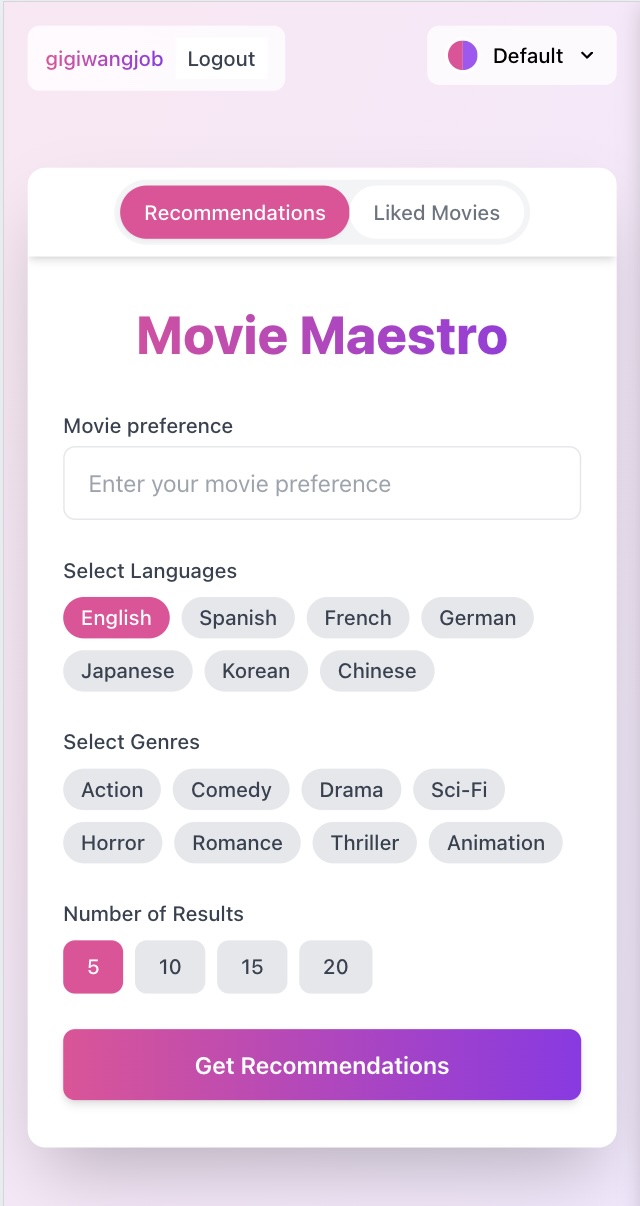 gigiwangjob Logout Default
Recommendations Liked Movies
Movie Maestro
Movie preference
Enter your movie preference
Select Languages
English Spanish French German
Japanese Korean Chinese
Select Genres
Action Comedy Drama Sci-Fi
Horror Romance Thriller Animation
Number of Results
5 10 15 20
Get Recommendations